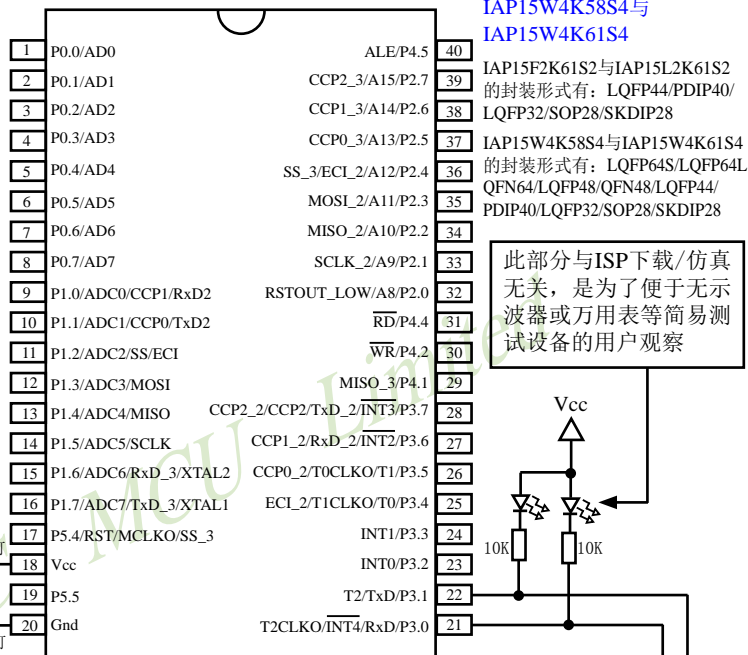 IAP15W4K58S4与
IAP15W4K61S4
IAP15F2K61S2与IAP15L2K61S2
的封装形式有：LQFP44/PDIP40/
LQFP32/SOP28/SKDIP28
IAP15W4K58S4与IAP15W4K61S4
的封装形式有：LQFP64S/LQFP64L
QFN64/LQFP48/QFN48/LQFP44/
PDIP40/LQFP32/SOP28/SKDIP28
此部分与ISP下载/仿真
无关，是为了便于无示
波器或万用表等简易测
试设备的用户观察
1 P0.0/AD0 ALE/P4.5 40
2 P0.1/AD1 CCP2_3/A15/P2.7 39
3 P0.2/AD2 CCP1_3/A14/P2.6 38
4 P0.3/AD3 CCP0_3/A13/P2.5 37
5 P0.4/AD4 SS_3/ECI_2/A12/P2.4 36
6 P0.5/AD5 MOSI_2/A11/P2.3 35
7 P0.6/AD6 MISO_2/A10/P2.2 34
8 P0.7/AD7 SCLK_2/A9/P2.1 33
9 P1.0/ADC0/CCP1/RxD2 RSTOUT_LOW/A8/P2.0 32
10 P1.1/ADC1/CCP0/TxD2 RD/P4.4 31
11 P1.2/ADC2/SS/ECI WR/P4.2 30
12 P1.3/ADC3/MOSI MISO_3/P4.1 29
13 P1.4/ADC4/MISO CCP2_2/CCP2/TxD_2/INT3/P3.7 28
14 P1.5/ADC5/SCLK CCP1_2/RxD_2/INT2/P3.6 27
15 P1.6/ADC6/RxD_3/XTAL2 CCP0_2/T0CLKO/T1/P3.5 26
16 P1.7/ADC7/TxD_3/XTAL1 ECI_2/T1CLKO/T0/P3.4 25
17 P5.4/RST/MCLKO/SS_3 INT1/P3.3 24
18 Vcc INT0/P3.2 23
19 P5.5 T2/TxD/P3.1 22
20 Gnd T2CLKO/INT4/RxD/P3.0 21
Vcc
10K
10K
MCU Limited